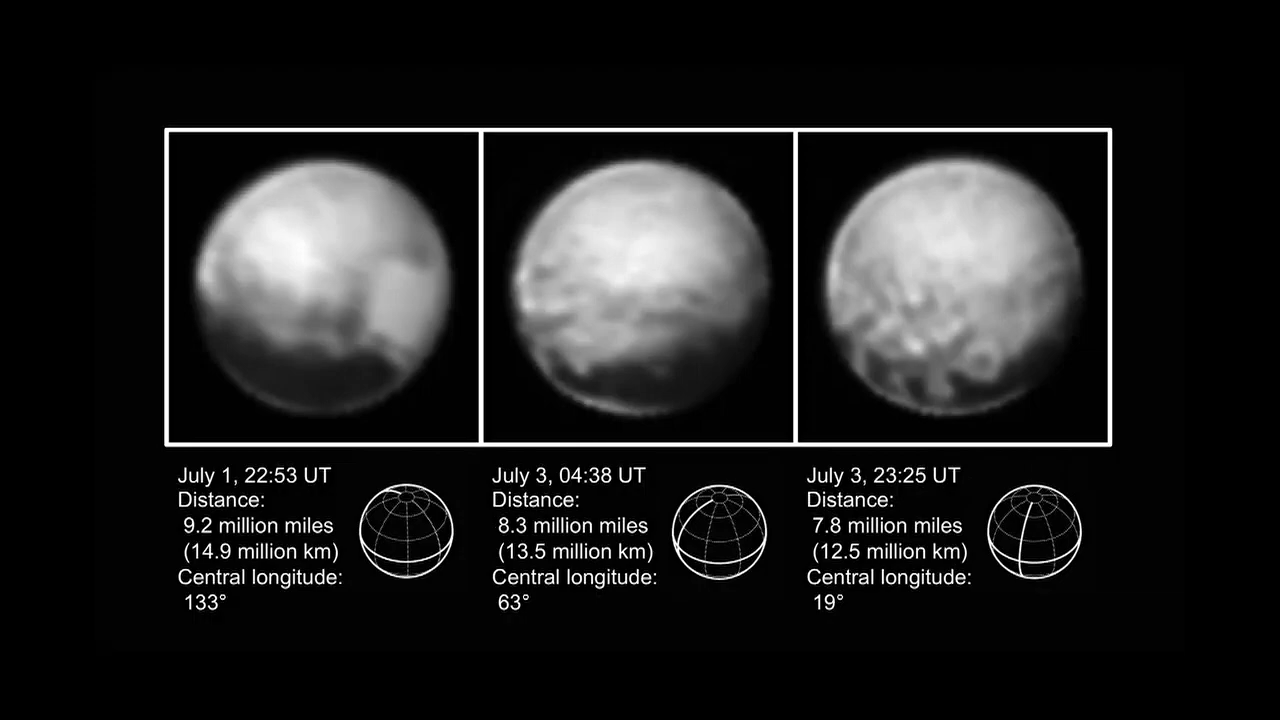 July 1, 22:53 UT
Distance:
9.2 million miles
(14.9 million km)
Central longitude:
133°
July 3, 04:38 UT
Distance:
8.3 million miles
(13.5 million km)
Central longitude:
63°
July 3, 23:25 UT
Distance:
7.8 million miles
(12.5 million km)
Central longitude:
19°